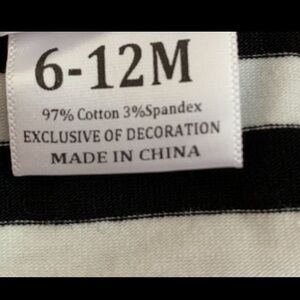 6-12M
97% Cotton 3%Spandex
EXCLUSIVE OF DECORATION
MADE IN CHINA